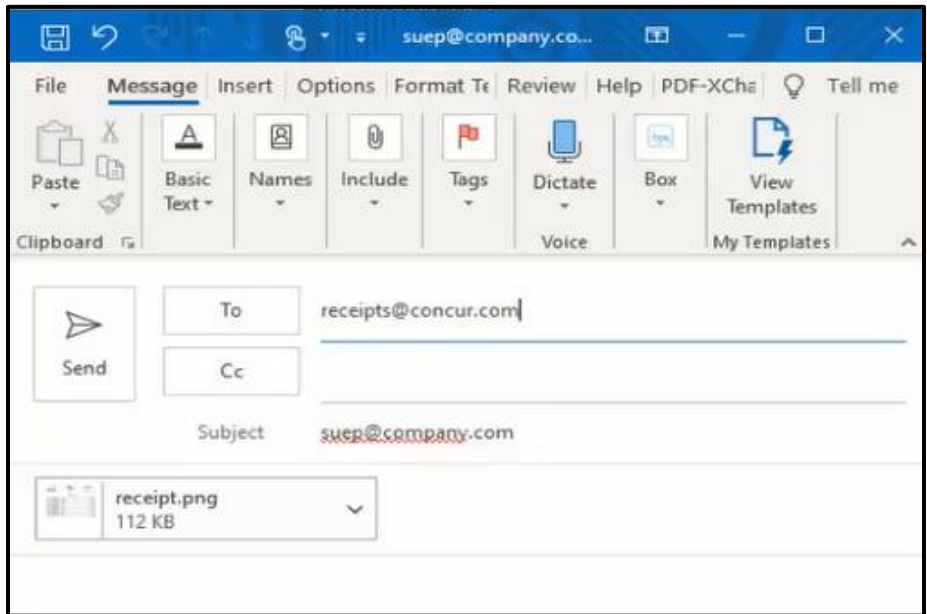 suep@company.co...
File Message Insert Options Format Te Review Help PDF-XCha Tell me
Paste
Basic Text
Names
Include
Tags
Dictate
Box
View Templates
Clipboard
Voice
My Templates
Send
To
receipts@concur.com
Cc
Subject
suep@company.com
receipt.png
112 KB